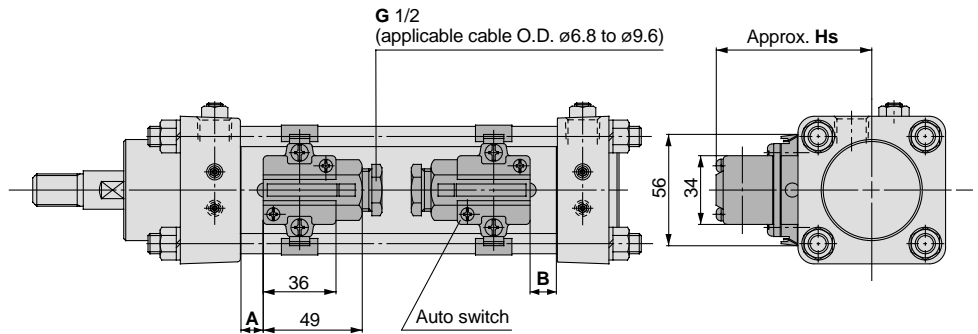 G 1/2
(applicable cable O.D. ø6.8 to ø9.6)
Approx. Hs
56
34
36
B
A
49
Auto switch